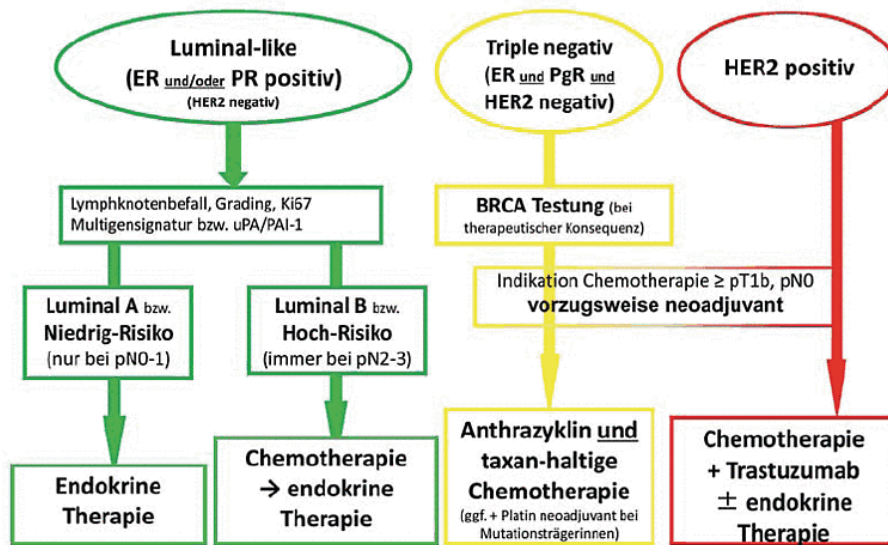 Luminal-like
(ER und/oder PR positiv)
(HER2 negativ)
Triple negativ
(ER und PgR und
HER2 negativ)
HER2 positiv
Lymphknotenbefall, Grading, Ki67
Multigensignatur bzw. uPA/PAI-1
BRCA Testung (bei
therapeutischer Konsequenz)
Indikation Chemotherapie ≥ pT1b, pN0
vorzugsweise neoadjuvant
Luminal A bzw.
Niedrig-Risiko
(nur bei pN0-1)
Luminal B bzw.
Hoch-Risiko
(immer bei pN2-3)
Endokrine
Therapie
Chemotherapie
→ endokrine
Therapie
Anthrazyklin und
taxan-haltige
Chemotherapie
(ggf. + Platin neoadjuvant bei
Mutationsträgerinnen)
Chemotherapie
+ Trastuzumab
± endokrine
Therapie